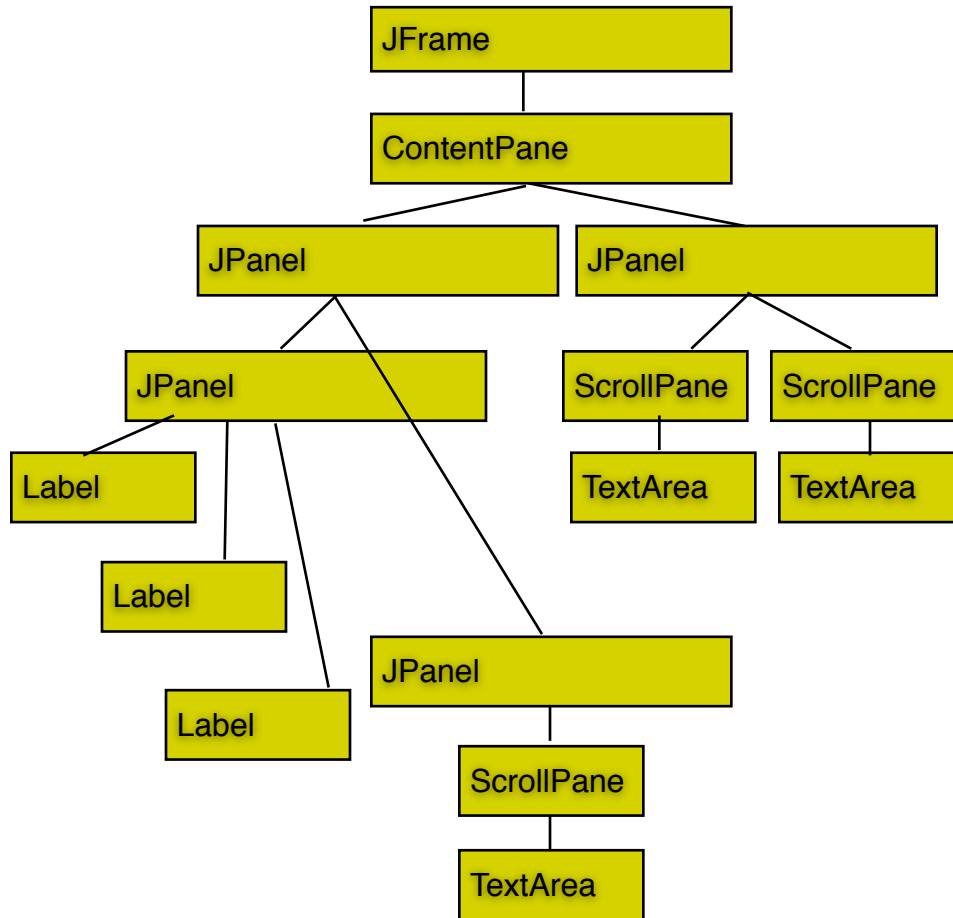 JFrame
ContentPane
JPanel
JPanel
JPanel
ScrollPane
ScrollPane
Label
TextArea
TextArea
Label
JPanel
Label
ScrollPane
TextArea